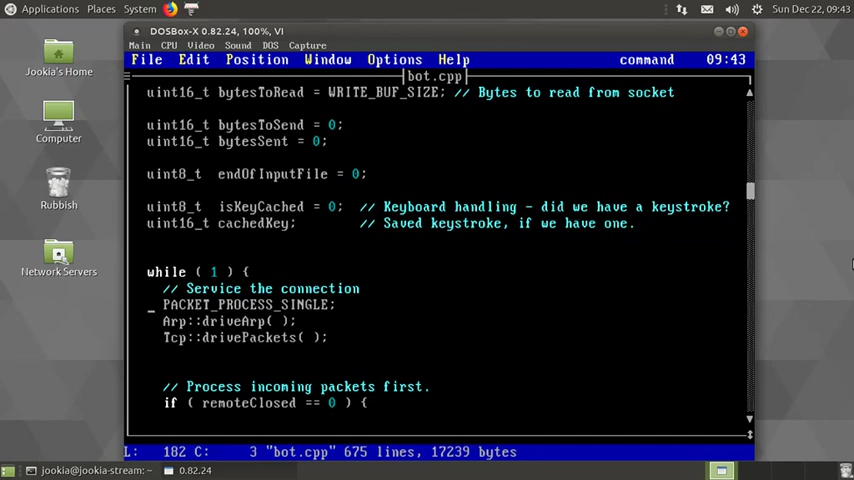 Applications Places System Sun Dec 22, 09:43
DOSBox-X 0.82.24, 100%, VI
Main CPU Video Sound DOS Capture
File Edit Position Window Options Help command 09:43
bot.cpp
uint16_t bytesToRead = WRITE_BUF_SIZE; // Bytes to read from socket
uint16_t bytesToSend = 0;
uint16_t bytesSent = 0;
uint8_t endOfInputFile = 0;
uint8_t isKeyCached = 0; // Keyboard handling - did we have a keystroke?
uint16_t cachedKey; // Saved keystroke, if we have one.
while ( 1 ) {
// Service the connection
_ PACKET_PROCESS_SINGLE;
Arp::driveArp( );
Tcp::drivePackets( );
// Process incoming packets first.
if ( remoteClosed == 0 ) {
L: 182 C: 3 "bot.cpp" 675 lines, 17239 bytes
Jookia's Home
Computer
Rubbish
Network Servers
jookia@jookia-stream: ~ 0.82.24